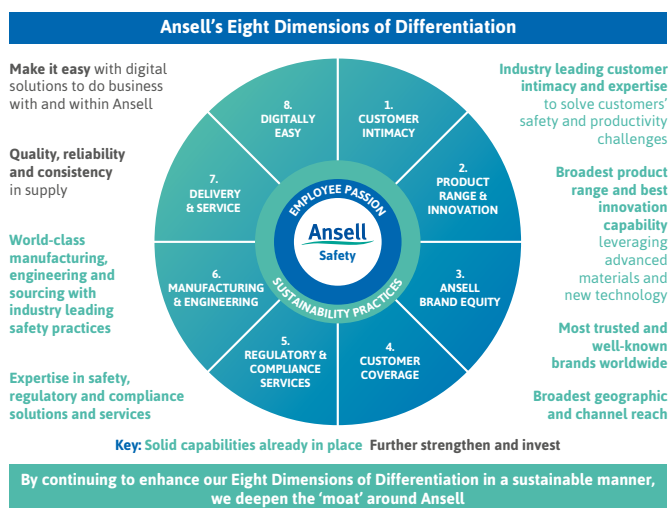 Ansell's Eight Dimensions of Differentiation
Make it easy with digital
solutions to do business
with and within Ansell
Quality, reliability
and consistency
in supply
World-class
manufacturing,
engineering and
sourcing with
industry leading
safety practices
Expertise in safety,
regulatory and compliance
solutions and services
8.
DIGITALLY
EASY
1.
CUSTOMER
INTIMACY
7.
DELIVERY
& SERVICE
2.
PRODUCT
RANGE &
INNOVATION
EMPLOYEE PASSION
Ansell
Safety
SUSTAINABILITY PRACTICES
6.
MANUFACTURING
& ENGINEERING
3.
ANSELL
BRAND EQUITY
5.
REGULATORY &
COMPLIANCE
SERVICES
4.
CUSTOMER
COVERAGE
Industry leading customer
intimacy and expertise
to solve customers'
safety and productivity
challenges
Broadest product
range and best
innovation
capability
leveraging
advanced
materials and
new technology
Most trusted and
well-known
brands worldwide
Broadest geographic
and channel reach
Key: Solid capabilities already in place Further strengthen and invest
By continuing to enhance our Eight Dimensions of Differentiation in a sustainable manner,
we deepen the 'moat' around Ansell